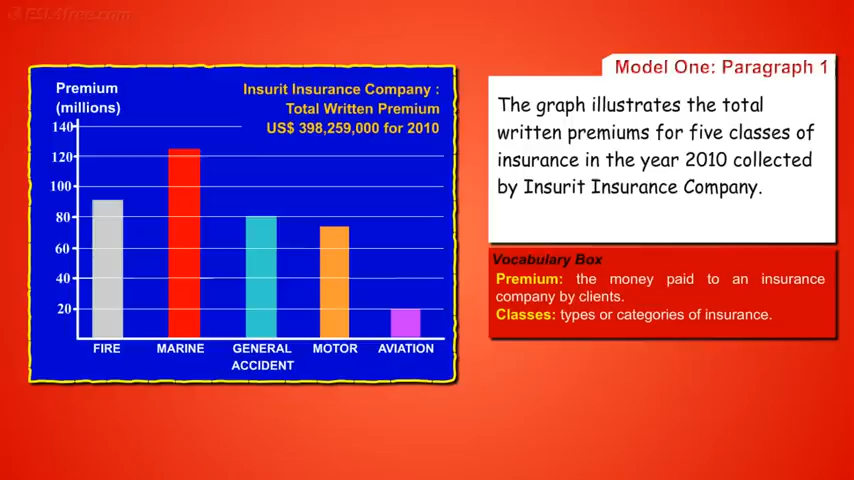 ESL4free.com
Premium
(millions)
Insurit Insurance Company :
Total Written Premium
US$ 398,259,000 for 2010
140
120
100
80
60
40
20
FIRE
MARINE
GENERAL
ACCIDENT
MOTOR
AVIATION
Model One: Paragraph 1
The graph illustrates the total
written premiums for five classes of
insurance in the year 2010 collected
by Insurit Insurance Company.
Vocabulary Box
Premium: the money paid to an insurance
company by clients.
Classes: types or categories of insurance.